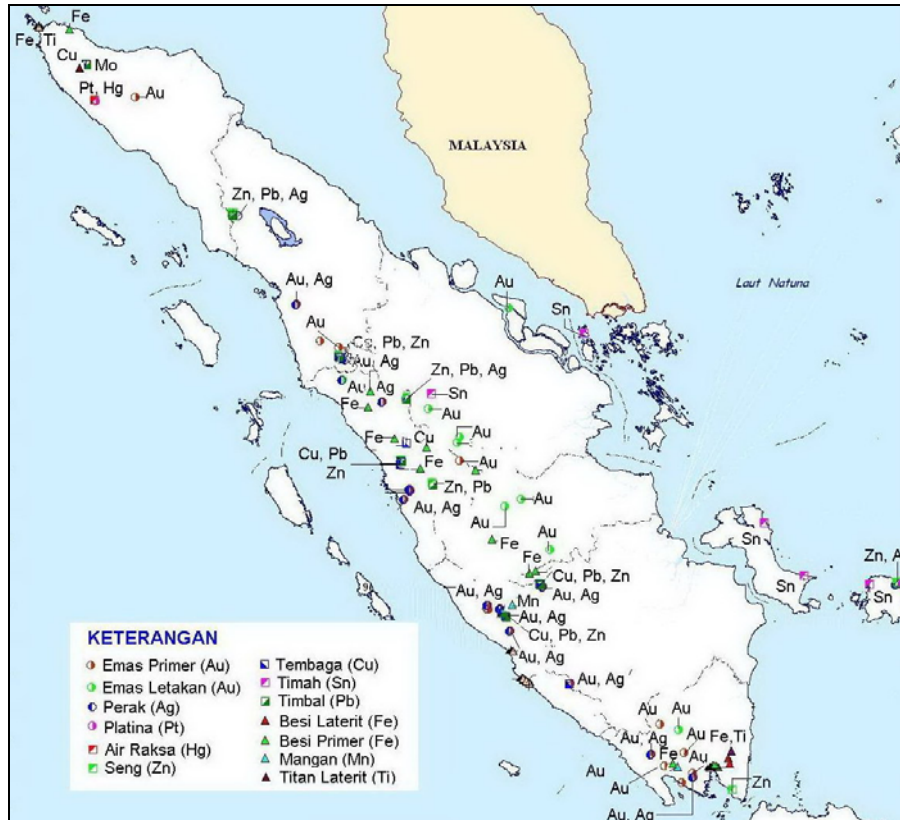 Fe
Fe, Ti
Cu
Mo
Pt, Hg
Au
MALAYSIA
Zn, Pb, Ag
Laut Natuna
Au, Ag
Au
Sn
Au
Pb, Zn
Au, Ag
Zn, Pb, Ag
Au, Ag
Sn
Fe
Au
Au
Fe
Cu
Cu, Pb
Zn
Fe
Au
Zn, Pb
Au, Ag
Au
Au
Sn
Fe
Au
Fe
Cu, Pb, Zn
Sn
Zn, A
Au, Ag
Au, Ag
Sn
Mn
Au, Ag
Cu, Pb, Zn
Au, Ag
Au, Ag
KETERANGAN
Emas Primer (Au)
Emas Letakan (Au)
Perak (Ag)
Platina (Pt)
Air Raksa (Hg)
Seng (Zn)
Tembaga (Cu)
Timah (Sn)
Timbal (Pb)
Besi Laterit (Fe)
Besi Primer (Fe)
Mangan (Mn)
Titan Laterit (Ti)
Au
Au
Au, Ag
Au
Fe,Ti
Fe
Au
Au
Zn
Au
Au, Ag